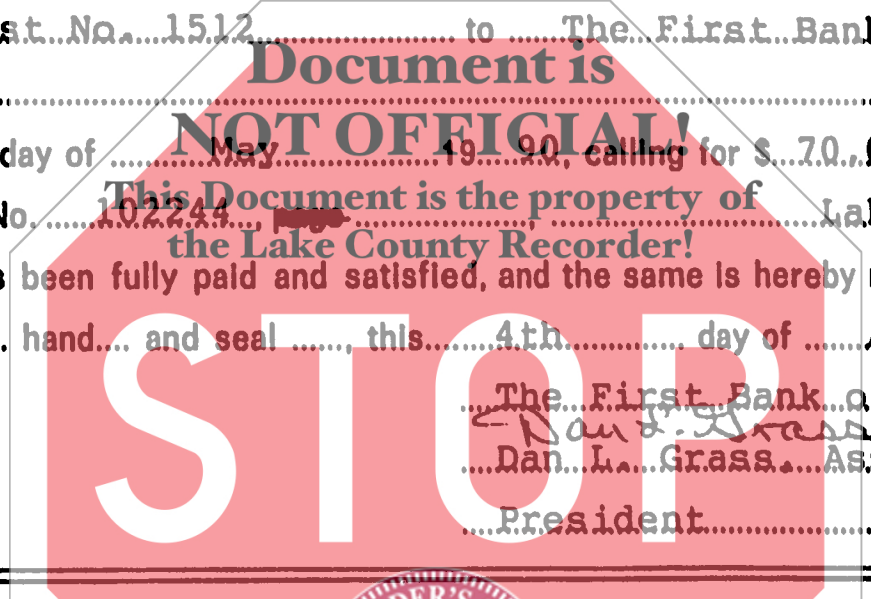 st No. 1512 to The First Ban
Document is
NOT OFFICIAL!
day of May 19 90, calling for $ 70,
This Document is the property of
No. 102244, La
the Lake County Recorder!
been fully paid and satisfied, and the same is hereby
hand and seal, this 4th day of
STOP
The First Bank o
Dan L. Grass
Dan L. Grass, As
President
DER'S